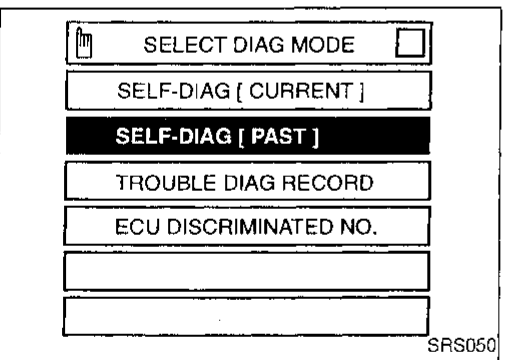 SELECT DIAG MODE
SELF-DIAG [ CURRENT ]
SELF-DIAG [ PAST ]
TROUBLE DIAG RECORD
ECU DISCRIMINATED NO.
SRS050